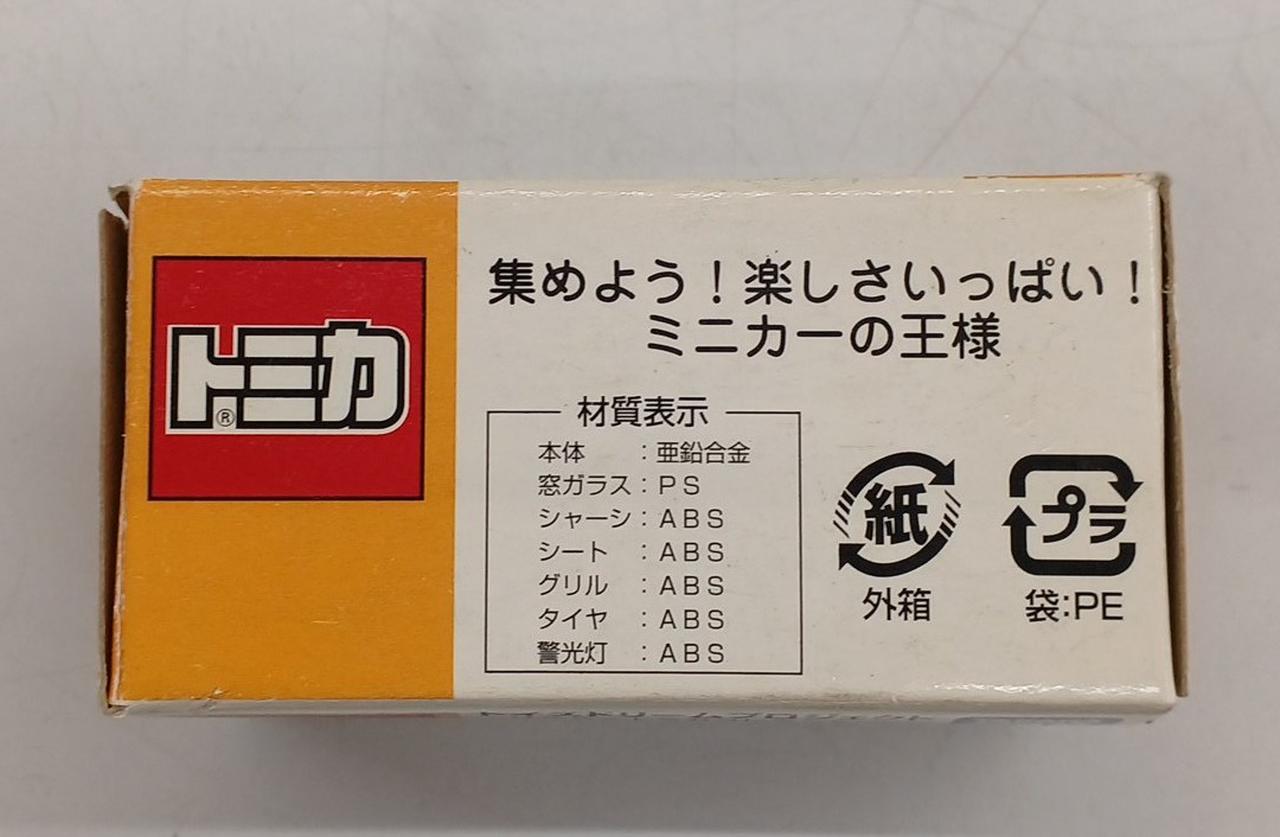 トミカ®
集めよう！楽しさいっぱい！
ミニカーの王様
材質表示
本体　：亜鉛合金
窓ガラス：PS
シャーシ：ABS
シート　：ABS
グリル　：ABS
タイヤ　：ABS
警光灯　：ABS
紙
外箱
プラ
袋：PE